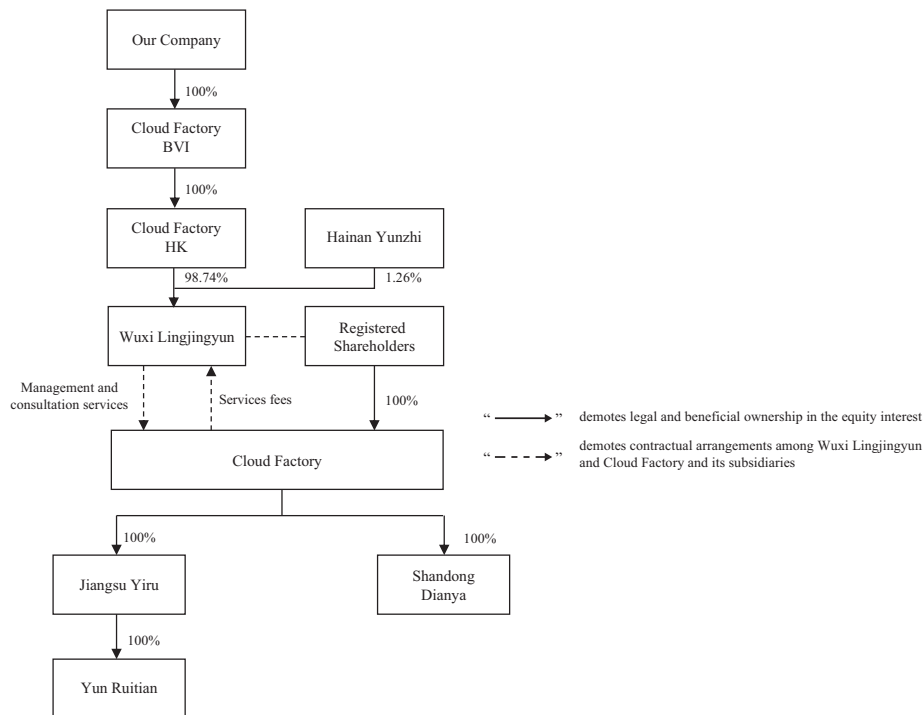 Our Company
100%
Cloud Factory
BVI
100%
Cloud Factory
HK
Hainan Yunzhi
98.74%
1.26%
Wuxi Lingjingyun
Registered
Shareholders
Management and
consultation services
Services fees
100%
“ ” demotes legal and beneficial ownership in the equity interest
“ ” demotes contractual arrangements among Wuxi Lingjingyun
and Cloud Factory and its subsidiaries
Cloud Factory
100%
100%
Jiangsu Yiru
Shandong
Dianya
100%
Yun Ruitian